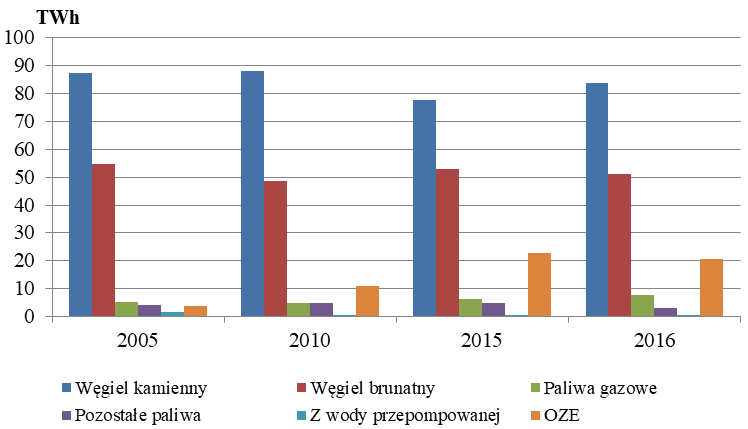 TWh
100
90
80
70
60
50
40
30
20
10
0
2005 2010 2015 2016
Węgiel kamienny Węgiel brunatny Paliwa gazowe
Pozostałe paliwa Z wody przepompowanej OZE